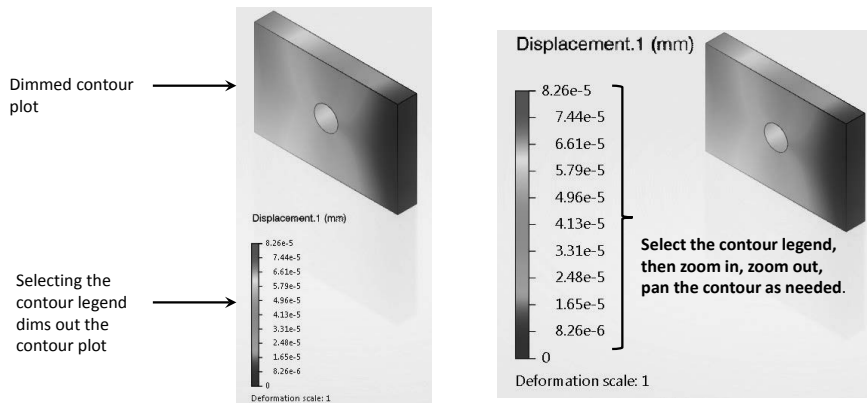 Dimmed contour
plot
Selecting the
contour legend
dims out the
contour plot
Displacement.1 (mm)
8.26e-5
7.44e-5
6.61e-5
5.79e-5
4.96e-5
4.13e-5
3.31e-5
2.48e-5
1.65e-5
8.26e-6
0
Deformation scale: 1
Displacement.1 (mm)
8.26e-5
7.44e-5
6.61e-5
5.79e-5
4.96e-5
4.13e-5
3.31e-5
2.48e-5
1.65e-5
8.26e-6
0
Deformation scale: 1
Select the contour legend,
then zoom in, zoom out,
pan the contour as needed.